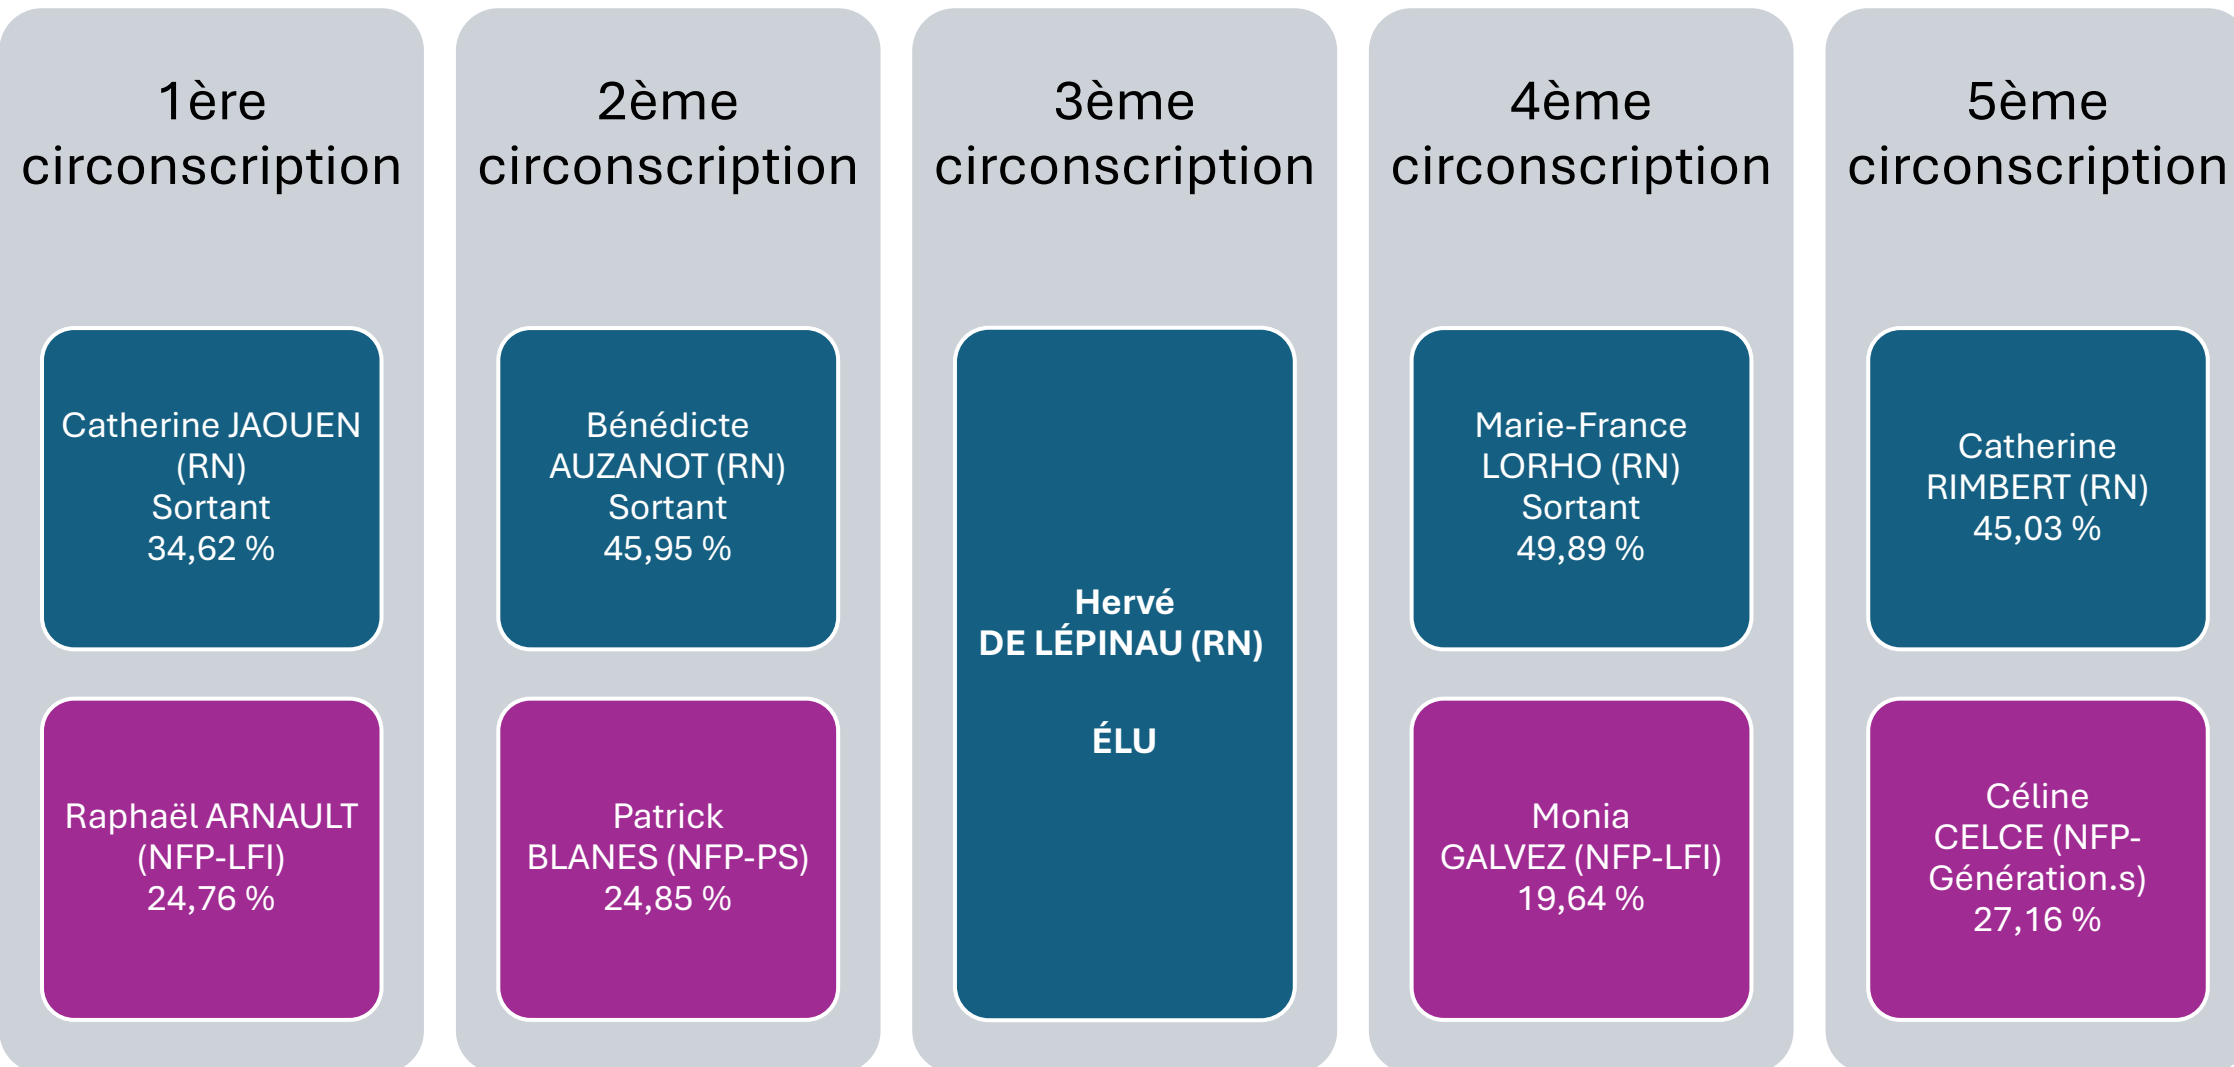 1ère
circonscription
Catherine JAOUEN
(RN)
Sortant
34,62 %
Raphaël ARNAULT
(NFP-LFI)
24,76 %
2ème
circonscription
Bénédicte
AUZANOT (RN)
Sortant
45,95 %
Patrick
BLANES (NFP-PS)
24,85 %
3ème
circonscription
Hervé
DE LÉPINAU (RN)
ÉLU
4ème
circonscription
Marie-France
LORHO (RN)
Sortant
49,89 %
Monia
GALVEZ (NFP-LFI)
19,64 %
5ème
circonscription
Catherine
RIMBERT (RN)
45,03 %
Céline
CELCE (NFP-
Génération.s)
27,16 %